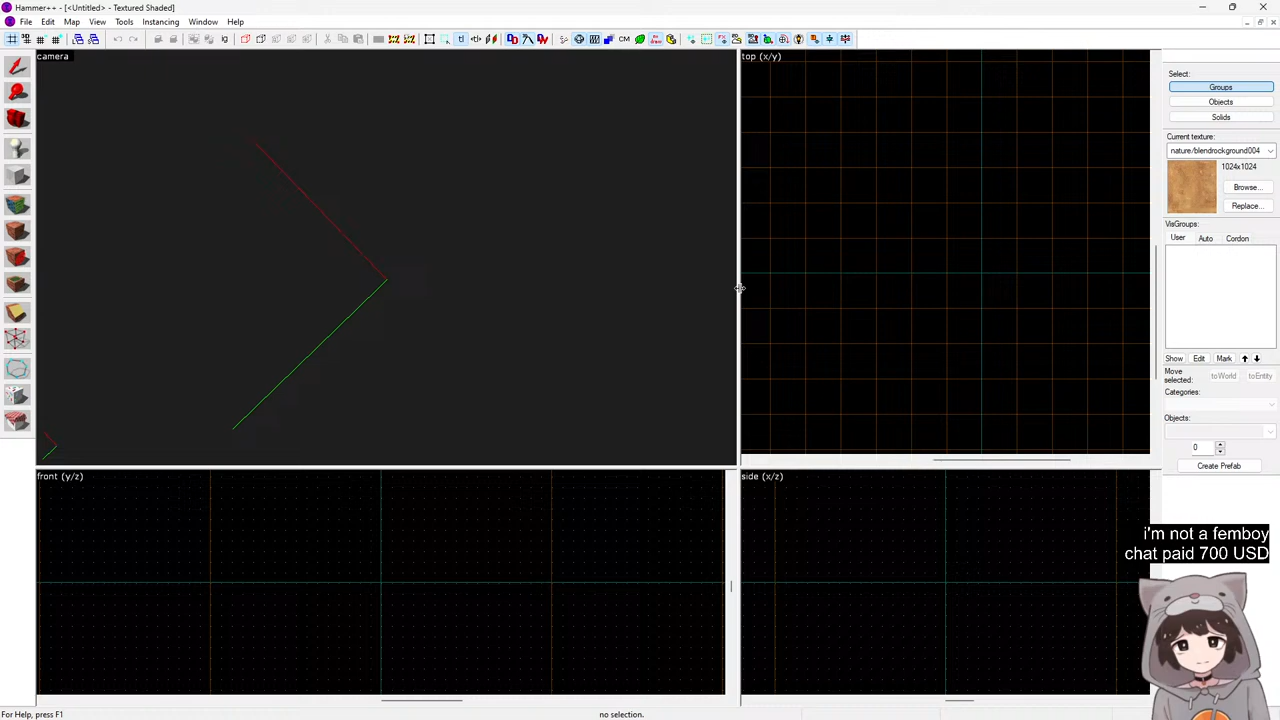 Hammer++ - [<Untitled> - Textured Shaded]
File Edit Map View Tools Instancing Window Help
camera
top (x/y)
front (y/z)
side (x/z)
Select:
Groups
Objects
Solids
Current texture:
nature/blendrockground004
1024x1024
Browse...
Replace...
VisGroups:
User Auto Cordon
Show Edit Mark
Move selected:
toWorld toEntity
Categories:
Objects:
0
Create Prefab
i'm not a femboy
chat paid 700 USD
For Help, press F1
no selection.